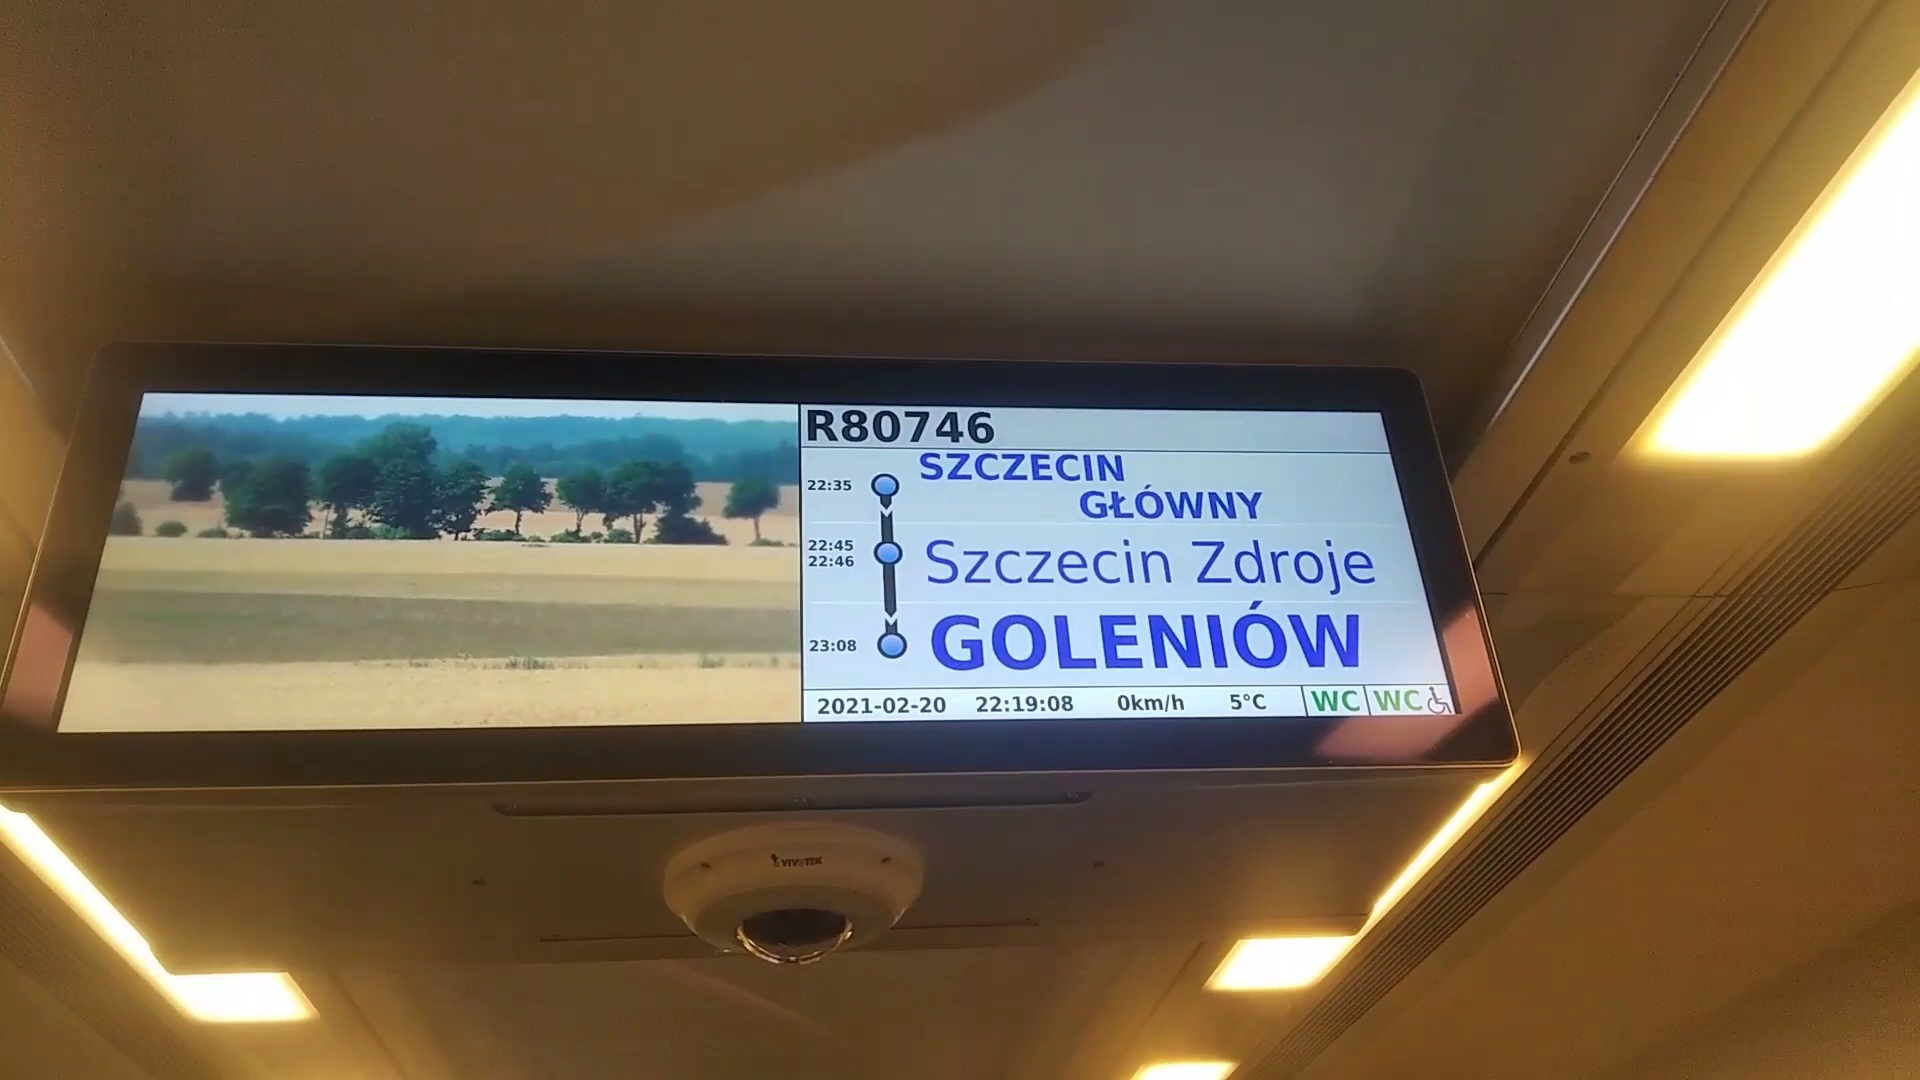 R80746
22:35
SZCZECIN
GŁÓWNY
22:45
22:46
Szczecin Zdroje
23:08
GOLENIÓW
2021-02-20 22:19:08 0km/h 5°C WC WC
VIVOTEK